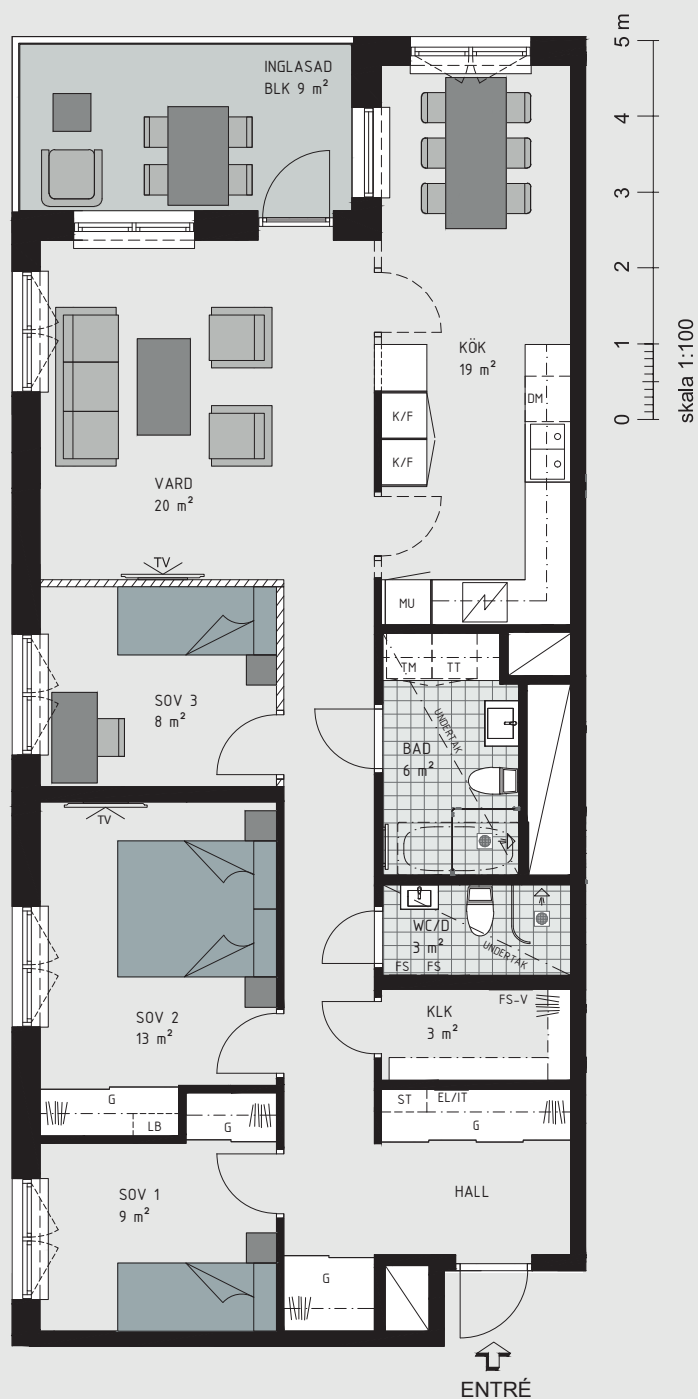 INGLASAD
BLK 9 m²
5 m
4
3
2
1
0
skala 1:100
KÖK
19 m²
DM
K/F
K/F
VARD
20 m²
TV
MU
TM TT
SOV 3
8 m²
UNDERTAK
BAD
6 m²
TV
WC/D
3 m²
UNDERTAK
FS FS
SOV 2
13 m²
KLK
3 m²
FS-V
G
LB
G
ST
EL/IT
G
SOV 1
9 m²
HALL
G
ENTRÉ